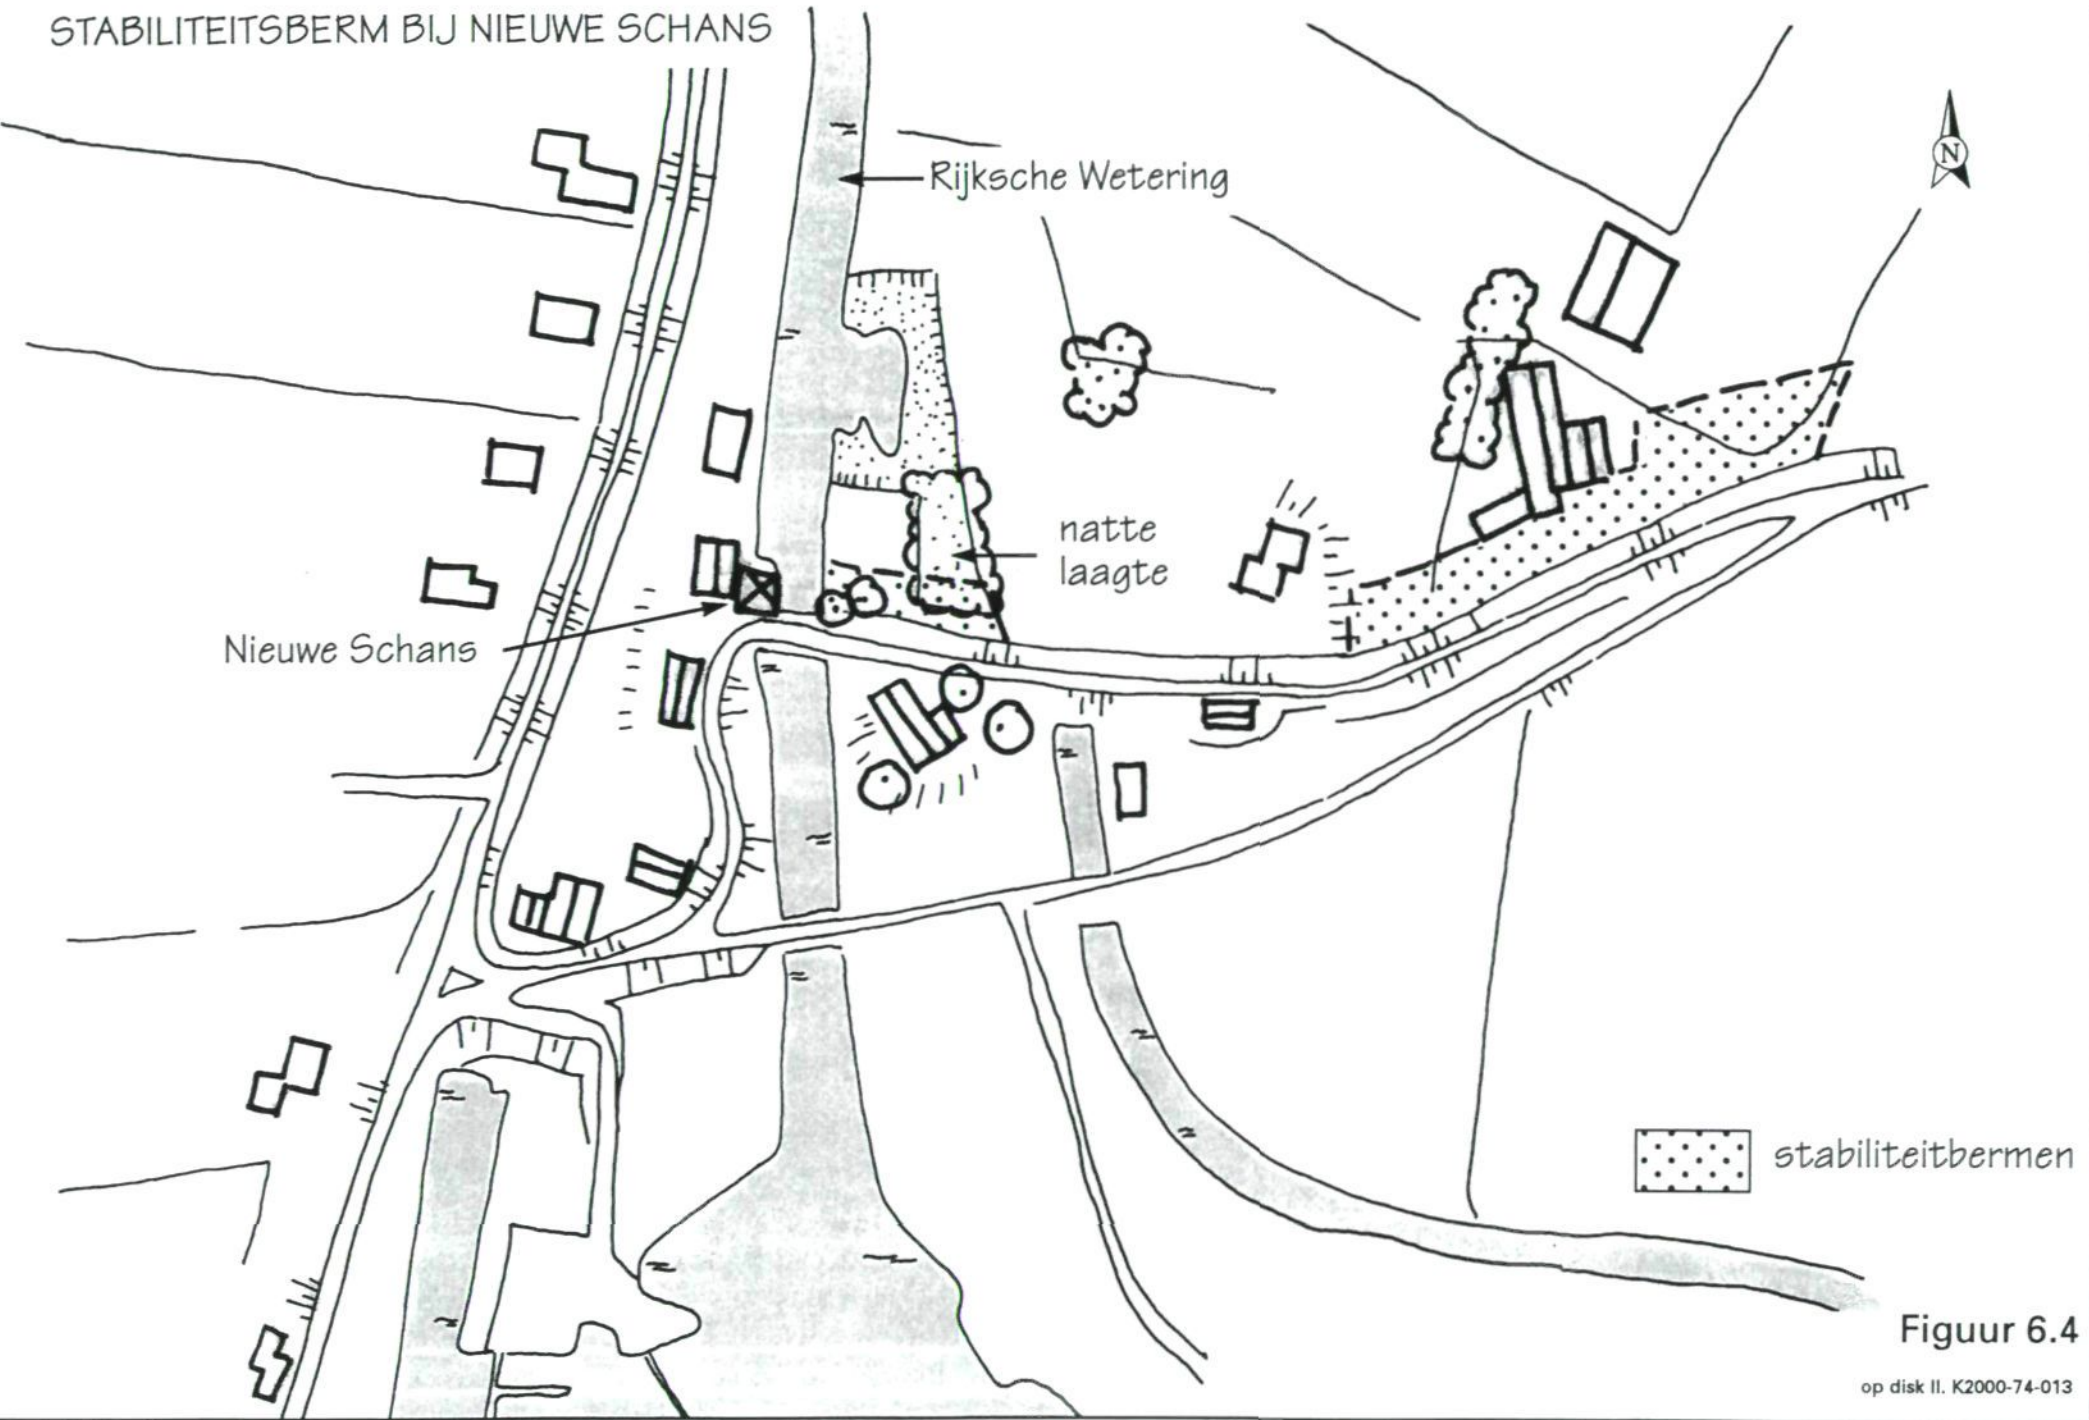 STABILITEITSBERM BIJ NIEUWE SCHANS
N
Rijksche Wetering
natte
laagte
Nieuwe Schans
stabiliteitbermen
Figuur 6.4
op disk II. K2000-74-013